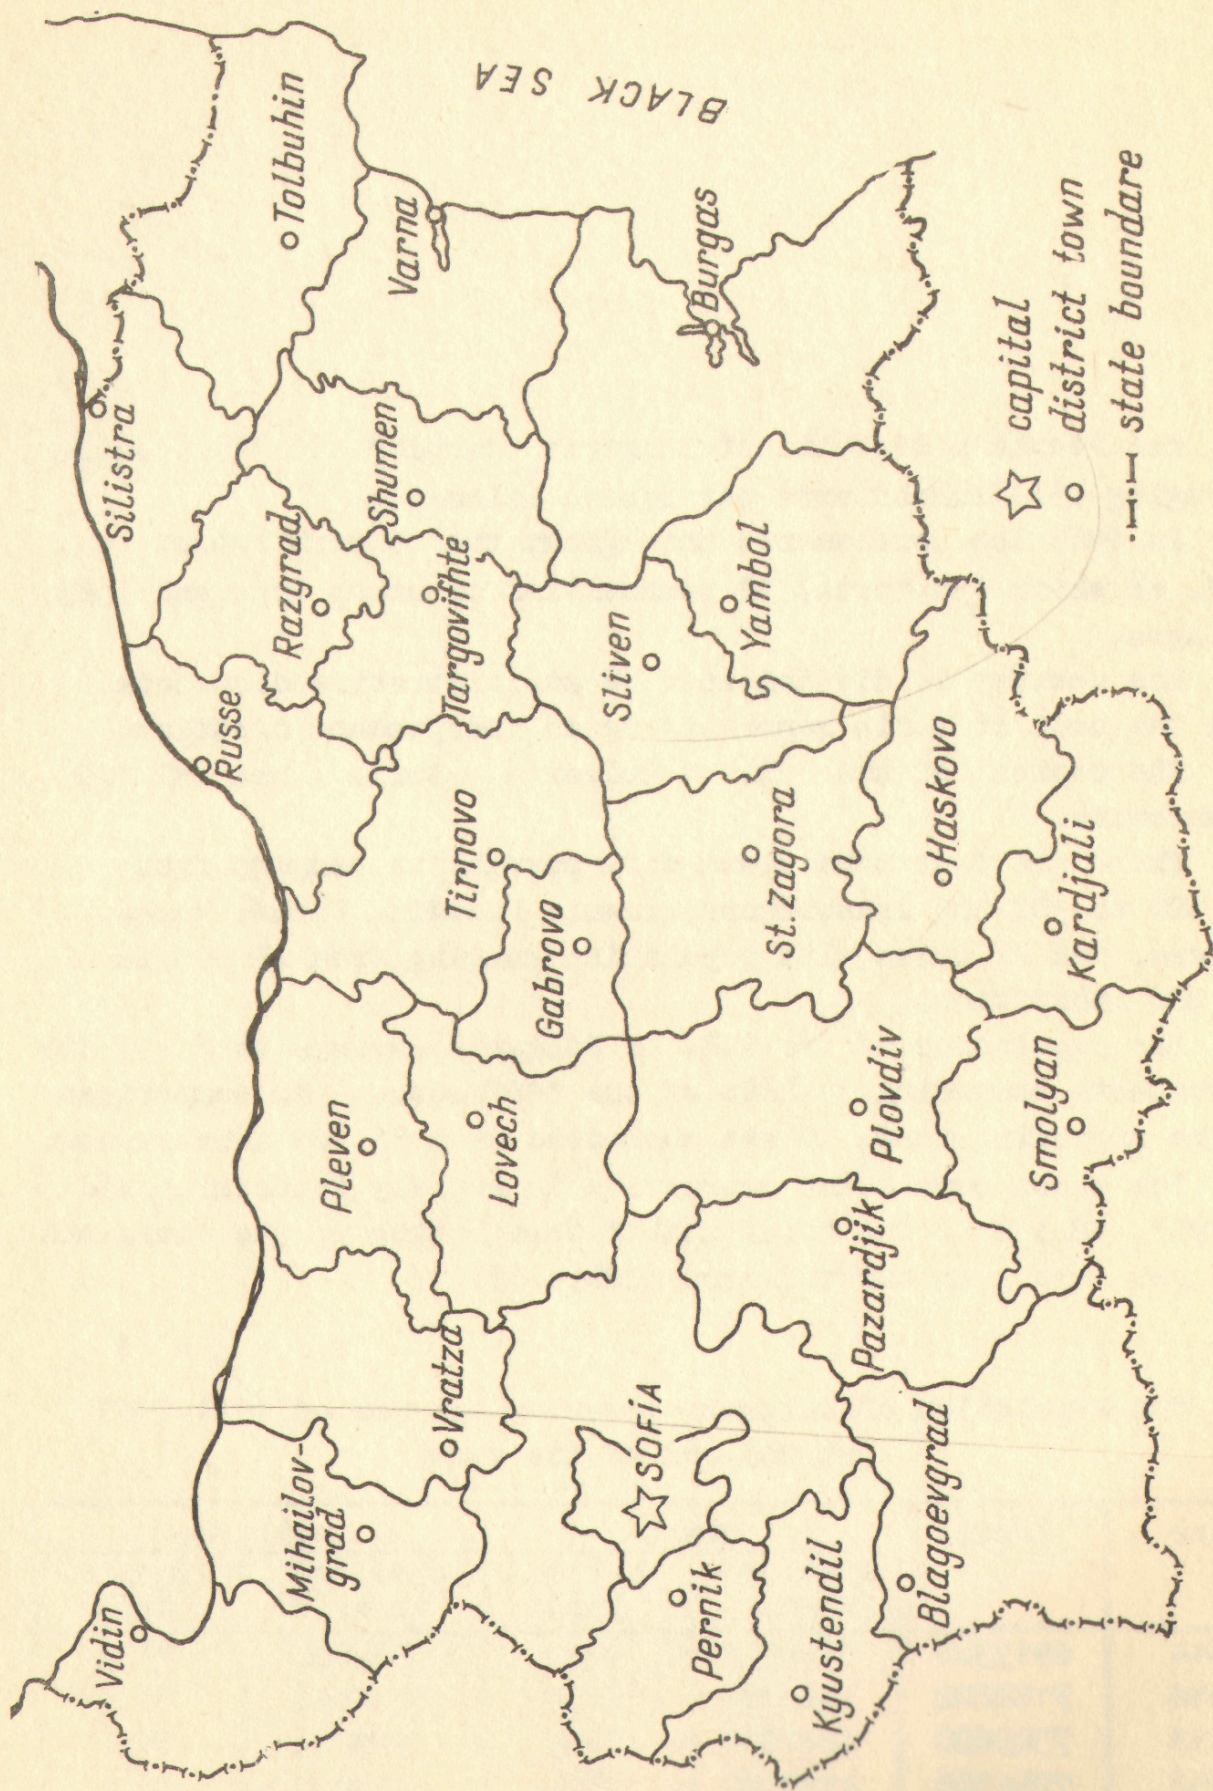 BLACK SEA
Vidin
Mihailov-
grad
Vratza
Pleven
Lovech
Tirnovo
Gabrovo
Russe
Razgrad
Silistra
Tolbuhin
Varna
Shumen
Targovifhte
SOFIA
Pernik
Kyustendil
Blagoevgrad
Pazardjik
Plovdiv
Smolyan
St. Zagora
Haskovo
Kardjali
Sliven
Yambol
Burgas
capital
district town
state boundare